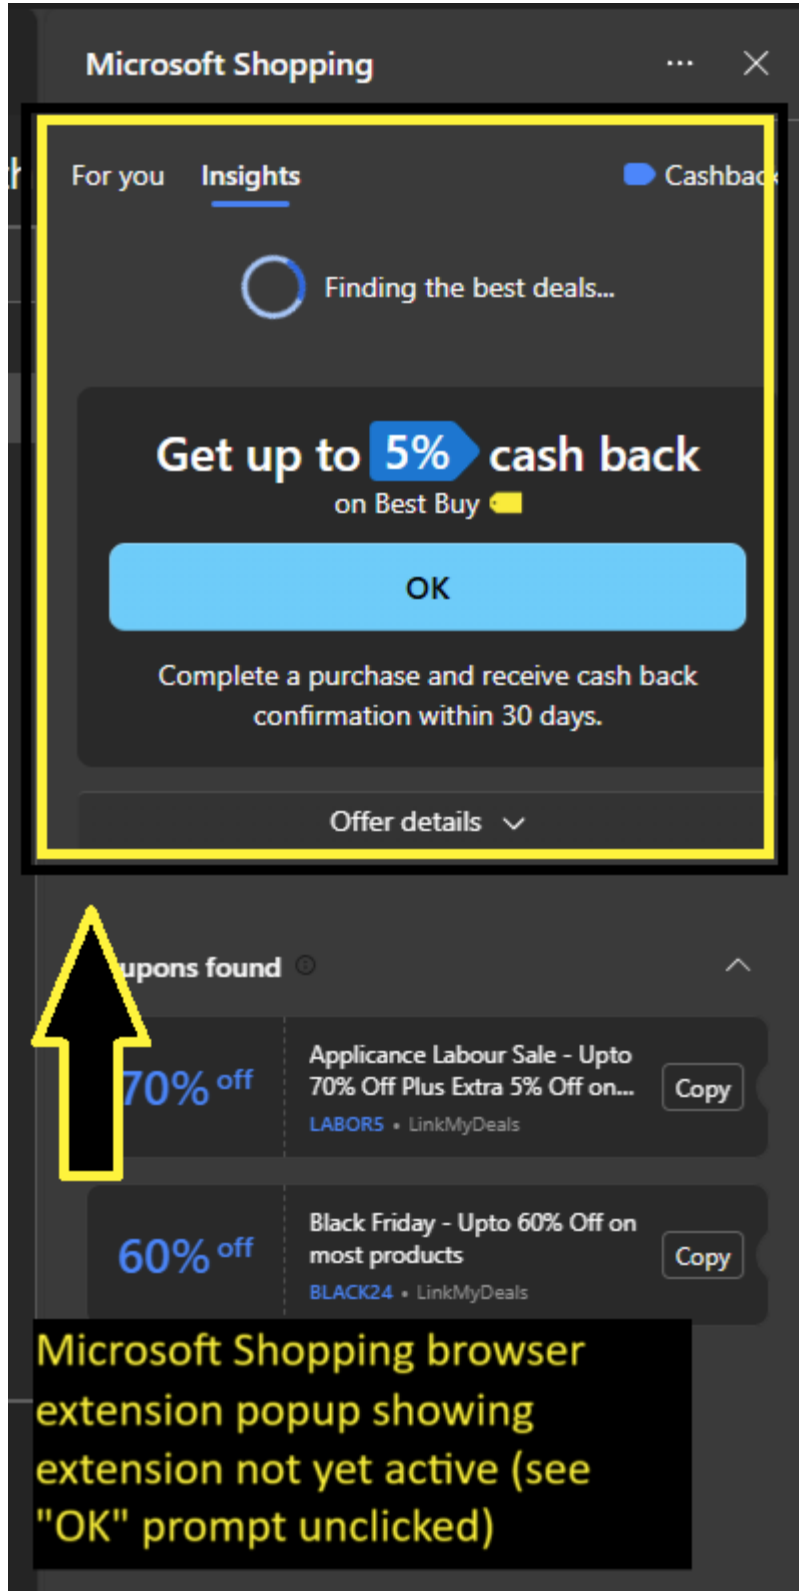 Microsoft Shopping ...
For you Insights Cashback
Finding the best deals...
Get up to 5% cash back
on Best Buy
OK
Complete a purchase and receive cash back
confirmation within 30 days.
Offer details
upons found
70% off
Applicance Labour Sale - Upto
70% Off Plus Extra 5% Off on...
LABOR5 • LinkMyDeals
Copy
60% off
Black Friday - Upto 60% Off on
most products
BLACK24 • LinkMyDeals
Copy
Microsoft Shopping browser
extension popup showing
extension not yet active (see
"OK" prompt unclicked)